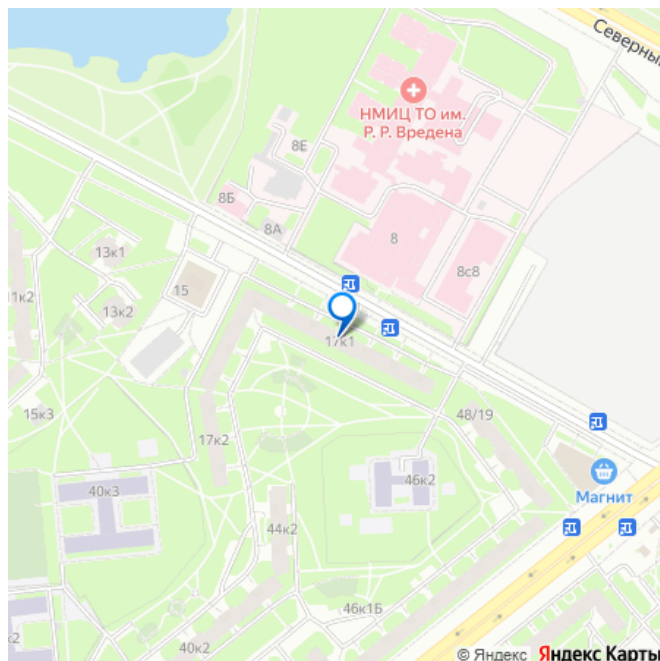 Северны
НМИЦ ТО им.
Р. Р. Вредена
8Е
8Б
8А
8
8с8
13к1
15
11к2
13к2
17к1
15к3
17к2
48/19
46к2
Магнит
40к3
44к2
46к1Б
к2
40к2
© Яндекс Яндекс Карты